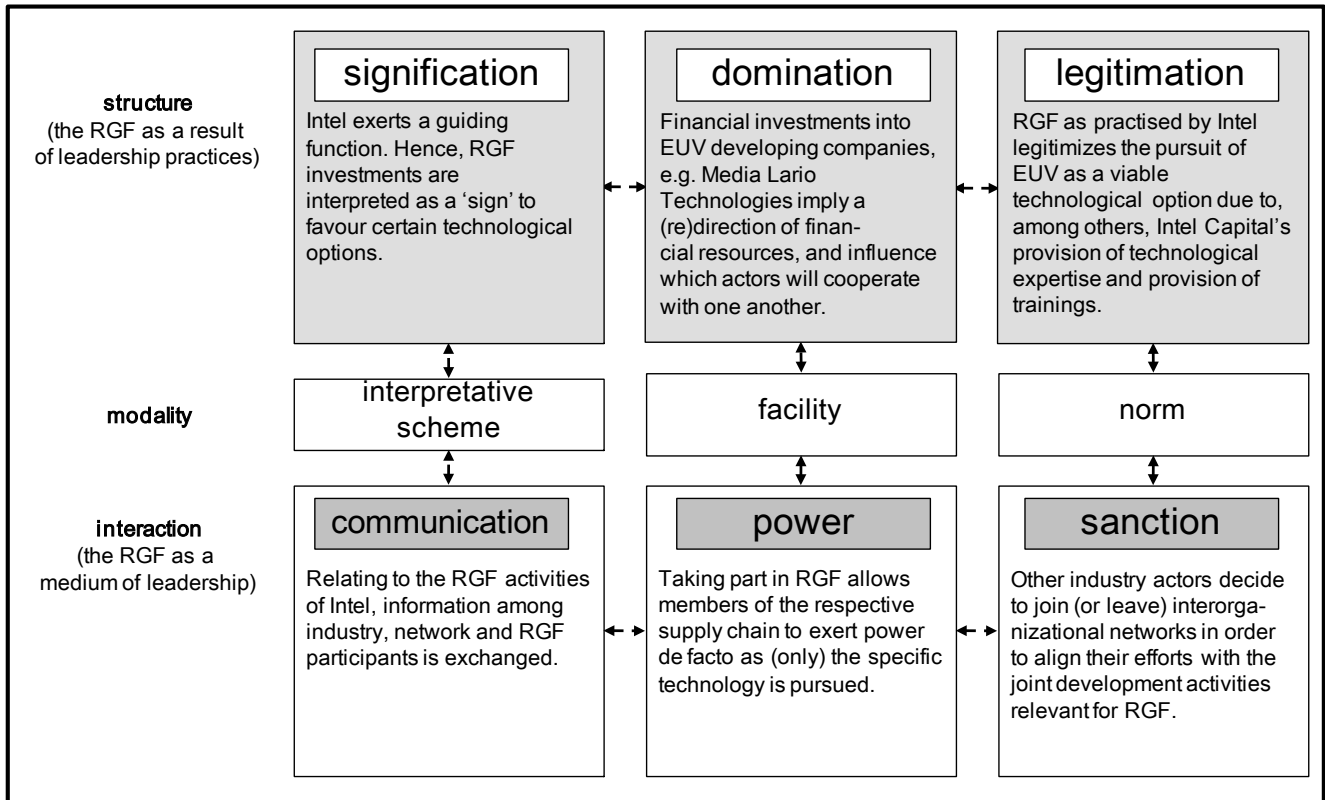 structure
(the RGF as a result
of leadership practices)
signification
Intel exerts a guiding
function. Hence, RGF
investments are
interpreted as a ‘sign’ to
favour certain technological
options.
domination
Financial investments into
EUV developing companies,
e.g. Media Lario
Technologies imply a
(re)direction of finan-
cial resources, and influence
which actors will cooperate
with one another.
legitimation
RGF as practised by Intel
legitimizes the pursuit of
EUV as a viable
technological option due to,
among others, Intel Capital’s
provision of technological
expertise and provision of
trainings.
modality
interpretative
scheme
facility
norm
interaction
(the RGF as a
medium of leadership)
communication
Relating to the RGF activities
of Intel, information among
industry, network and RGF
participants is exchanged.
power
Taking part in RGF allows
members of the respective
supply chain to exert power
de facto as (only) the specific
technology is pursued.
sanction
Other industry actors decide
to join (or leave) interorga-
nizational networks in order
to align their efforts with the
joint development activities
relevant for RGF.